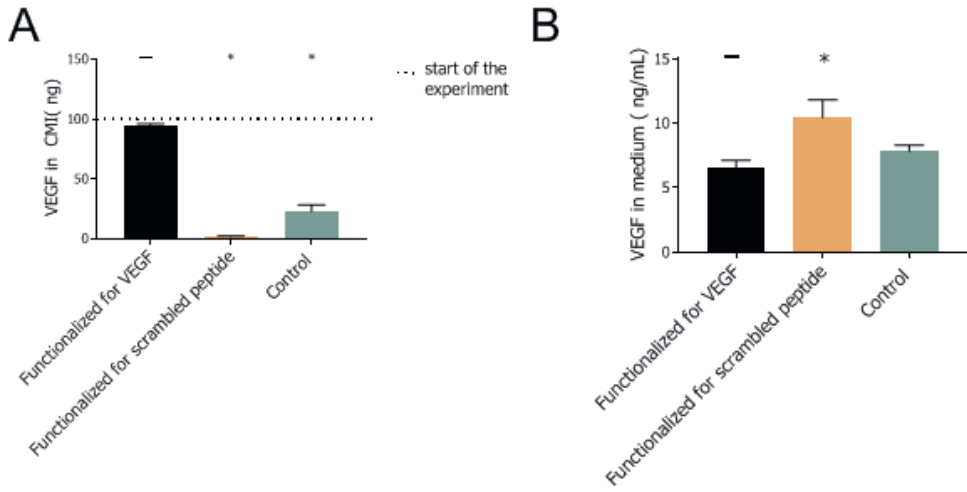 A
VEGF in CMI( ng)
150
100
50
0
*
*
start of the
experiment
Functionalized for VEGF
Functionalized for scrambled peptide
Control
B
VEGF in medium ( ng/mL)
15
10
5
0
*
Functionalized for VEGF
Functionalized for scrambled peptide
Control